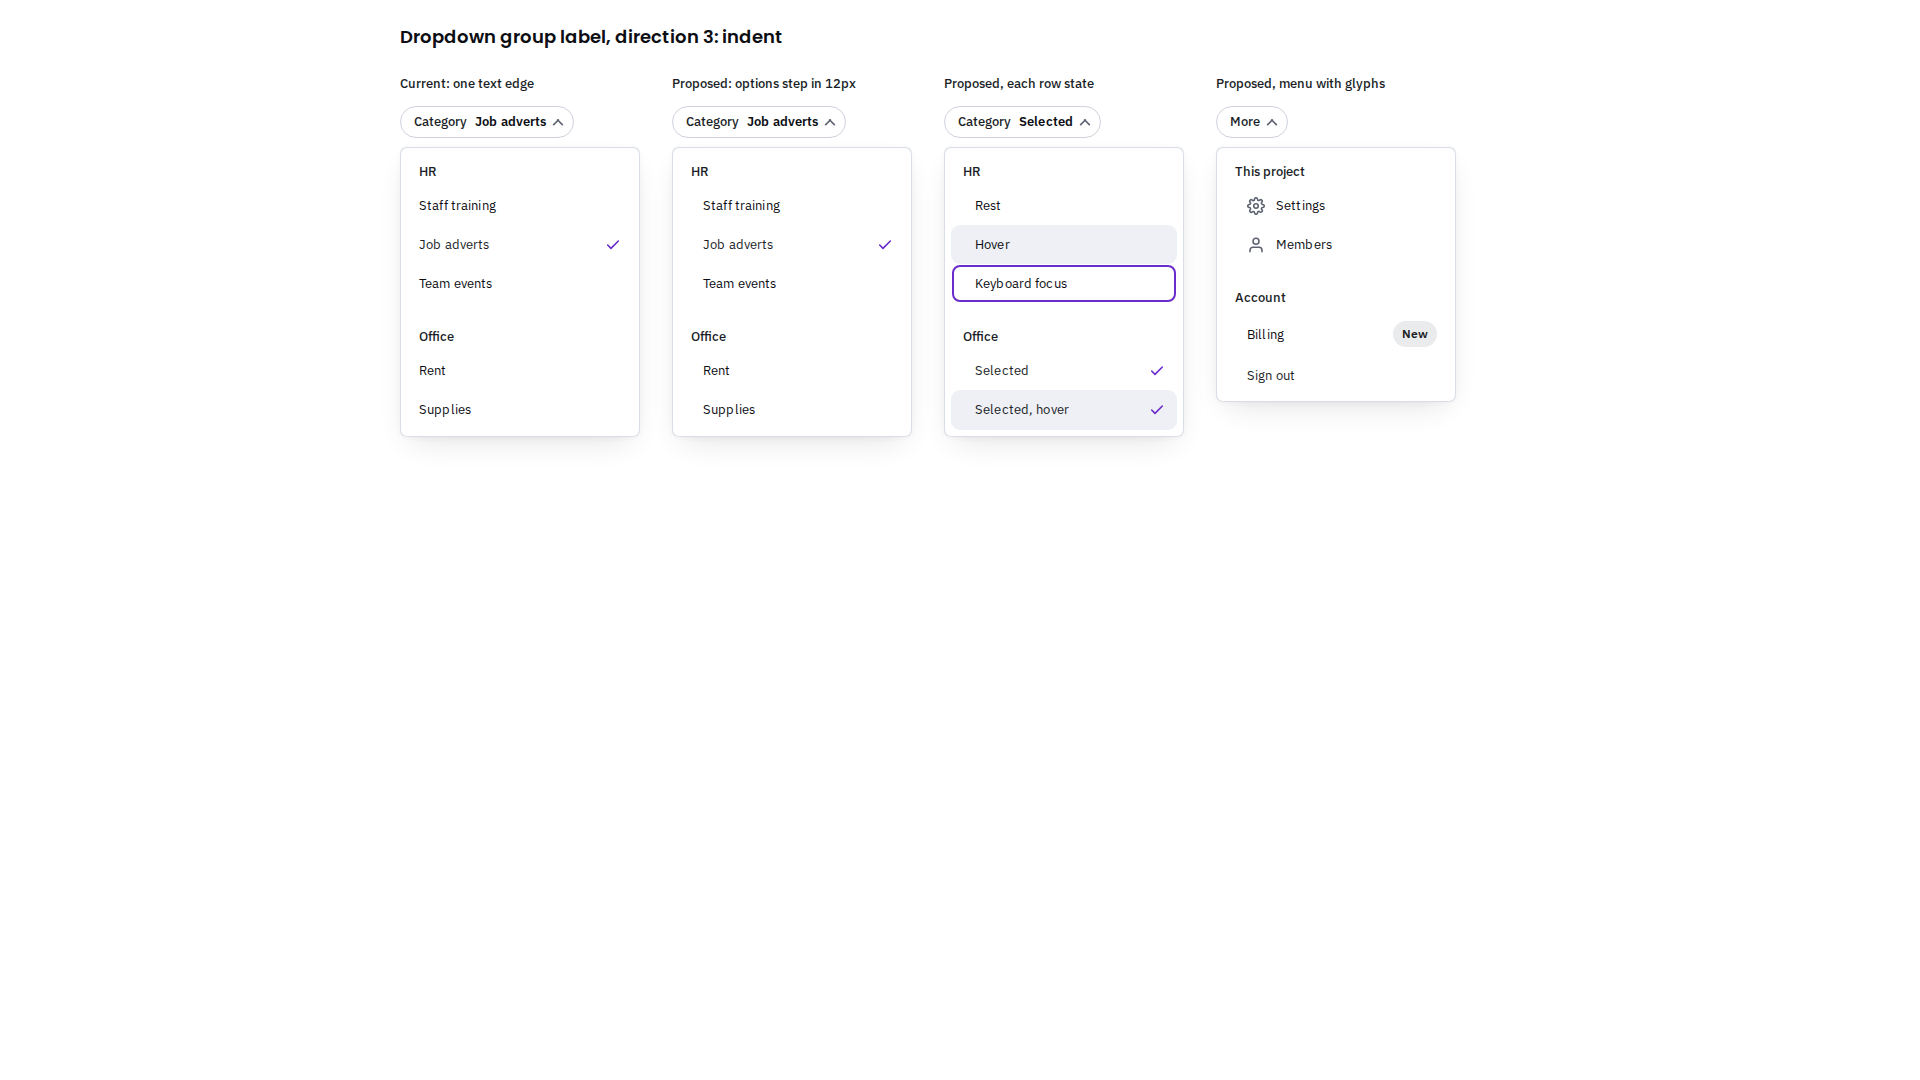 Dropdown group label, direction 3: indent
Current: one text edge
Category Job adverts
HR
Staff training
Job adverts
Team events
Office
Rent
Supplies
Proposed: options step in 12px
Category Job adverts
HR
Staff training
Job adverts
Team events
Office
Rent
Supplies
Proposed, each row state
Category Selected
HR
Rest
Hover
Keyboard focus
Office
Selected
Selected, hover
Proposed, menu with glyphs
More
This project
Settings
Members
Account
Billing New
Sign out